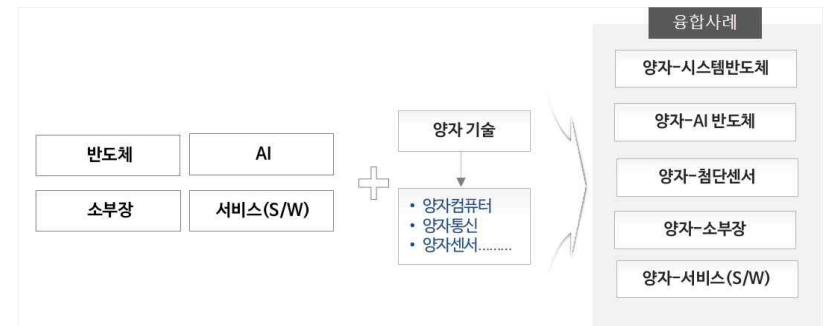 융합사례
반도체
AI
소부장
서비스(S/W)
양자 기술
• 양자컴퓨터
• 양자통신
• 양자센서………
양자-시스템반도체
양자-AI 반도체
양자-첨단센서
양자-소부장
양자-서비스(S/W)